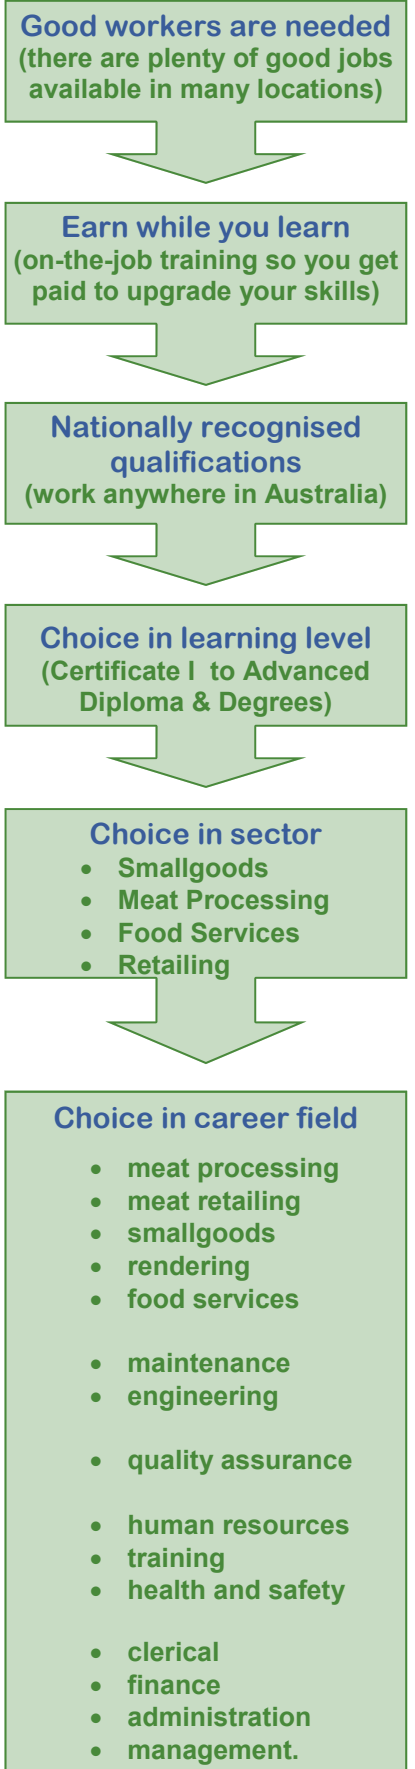 Good workers are needed
(there are plenty of good jobs
available in many locations)
Earn while you learn
(on-the-job training so you get
paid to upgrade your skills)
Nationally recognised
qualifications
(work anywhere in Australia)
Choice in learning level
(Certificate I  to Advanced
Diploma & Degrees)
Choice in sector
• Smallgoods
• Meat Processing
• Food Services
• Retailing
Choice in career field
• meat processing
• meat retailing
• smallgoods
• rendering
• food services
• maintenance
• engineering
• quality assurance
• human resources
• training
• health and safety
• clerical
• finance
• administration
• management.